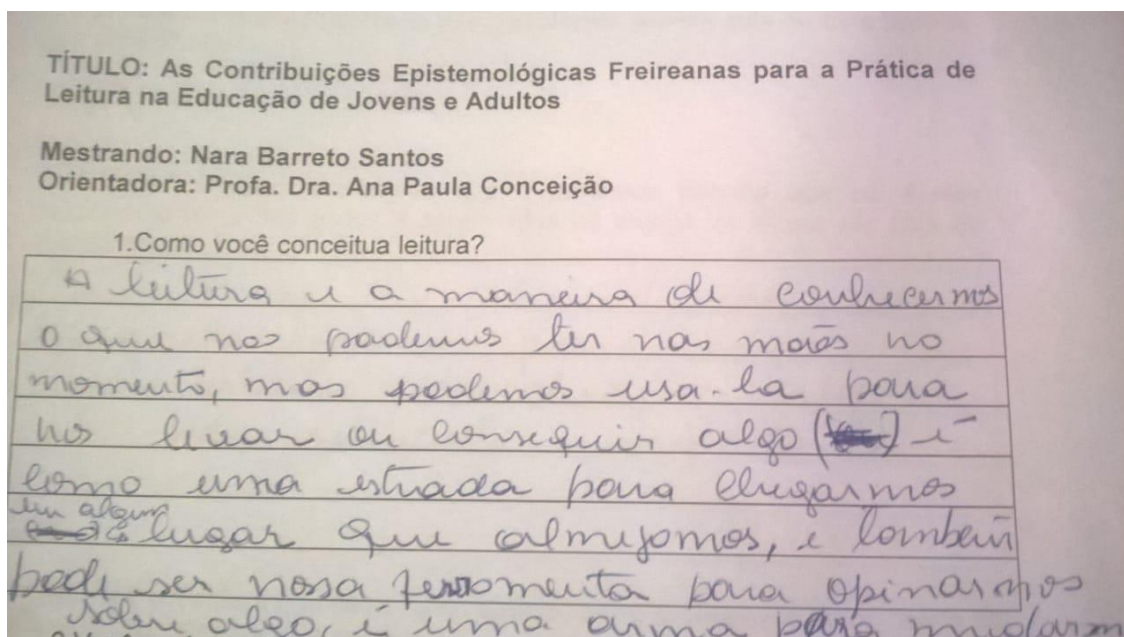 TÍTULO: As Contribuições Epistemológicas Freireanas para a Prática de
Leitura na Educação de Jovens e Adultos
Mestrando: Nara Barreto Santos
Orientadora: Profa. Dra. Ana Paula Conceição
1.Como você conceitua leitura?
A leitura é a maneira de conhecermos
o que nos podemos ter nas maõs no
momento, mas podemos usa-la para
nos levar ou conseguir algo é
como uma estrada para chegarmos
em algum
lugar que almejamos, e também
pode ser nossa ferramenta para opinarmos
sobre algo, é uma arma para